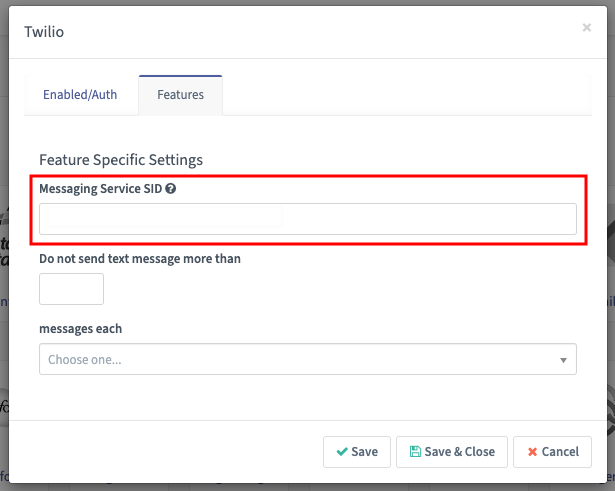 Twilio
×
Enabled/Auth
Features
Feature Specific Settings
Messaging Service SID
Do not send text message more than
messages each
Choose one...
Save
Save & Close
Cancel